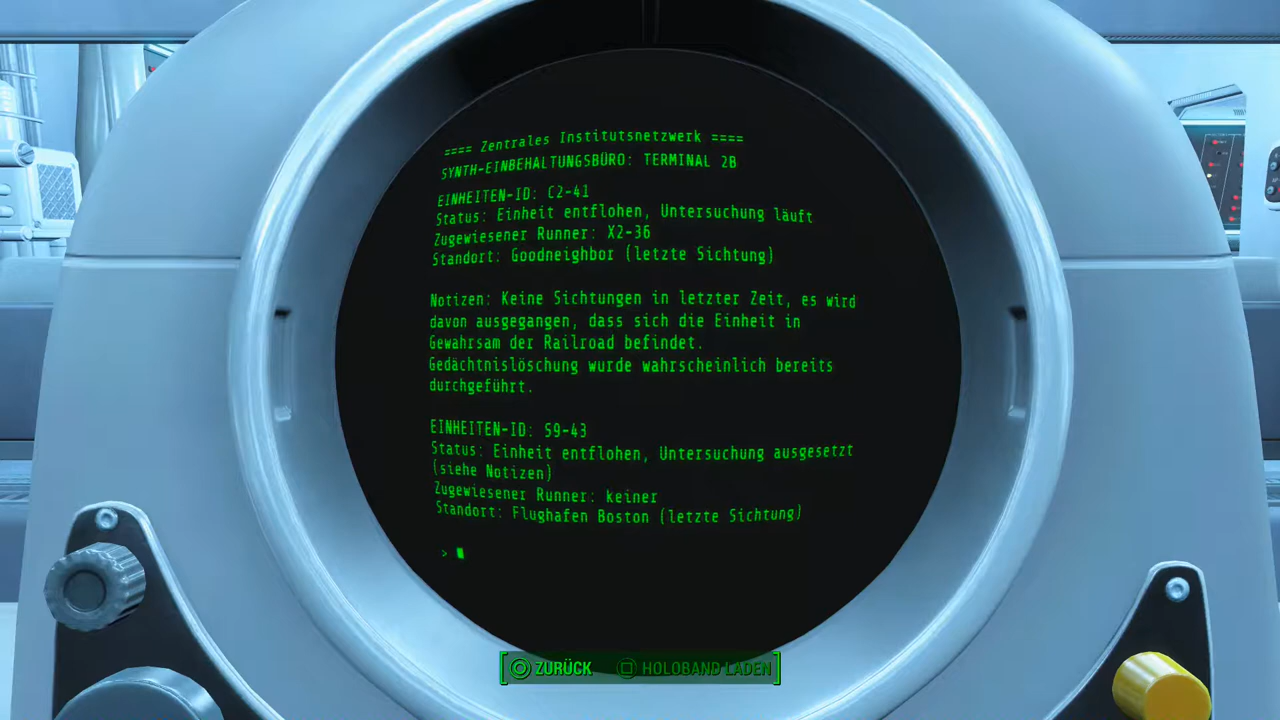 ==== Zentrales Institutsnetzwerk ====
SYNTH-EINBEHALTUNGSBÜRO: TERMINAL 2B
EINHEITEN-ID: C2-41
Status: Einheit entflohen, Untersuchung läuft
Zugewiesener Runner: X2-36
Standort: Goodneighbor (letzte Sichtung)
Notizen: Keine Sichtungen in letzter Zeit, es wird
davon ausgegangen, dass sich die Einheit in
Gewahrsam der Railroad befindet.
Gedächtnislöschung wurde wahrscheinlich bereits
durchgeführt.
EINHEITEN-ID: S9-43
Status: Einheit entflohen, Untersuchung ausgesetzt
(siehe Notizen)
Zugewiesener Runner: keiner
Standort: Flughafen Boston (letzte Sichtung)
>
ZURÜCK HOLOBAND LADEN